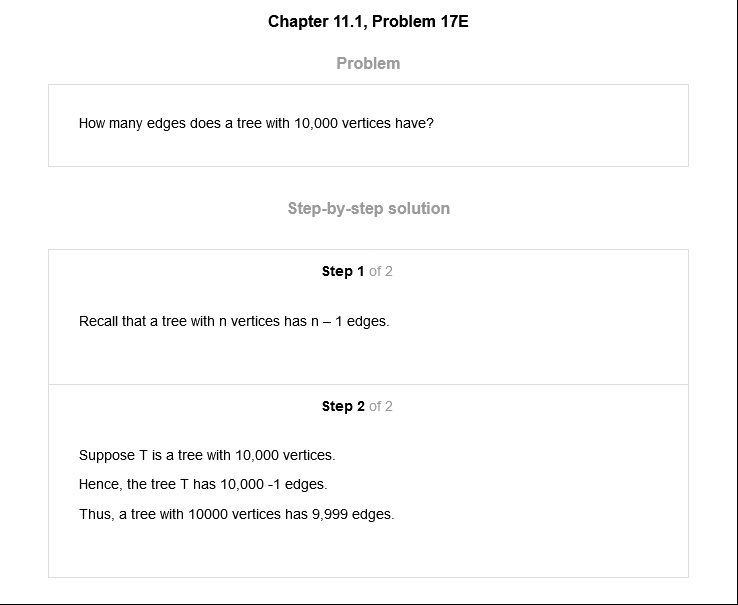 Chapter 11.1, Problem 17E
Problem
How many edges does a tree with 10,000 vertices have?
Step-by-step solution
Step 1 of 2
Recall that a tree with n vertices has n – 1 edges.
Step 2 of 2
Suppose T is a tree with 10,000 vertices.
Hence, the tree T has 10,000 -1 edges.
Thus, a tree with 10000 vertices has 9,999 edges.